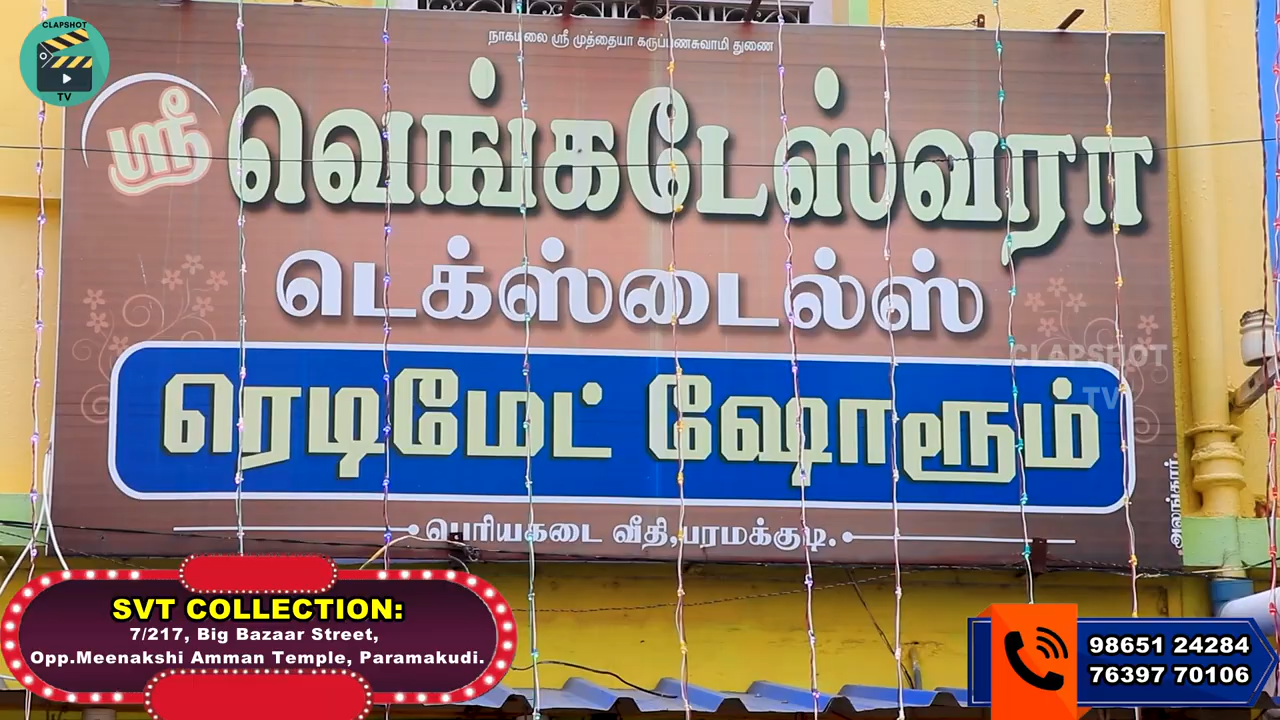 CLAPSHOT
TV
நாகமலை ஸ்ரீ முத்தையா கருப்பணசுவாமி துணை
ஸ்ரீ வெங்கடேஸ்வரா
டெக்ஸ்டைல்ஸ்
ரெடிமேட் ஷோரூம்
CLAPSHOT
TV
பெரியகடை வீதி,பரமக்குடி.
அலங்கார்.
SVT COLLECTION:
7/217, Big Bazaar Street,
Opp.Meenakshi Amman Temple, Paramakudi.
98651 24284
76397 70106